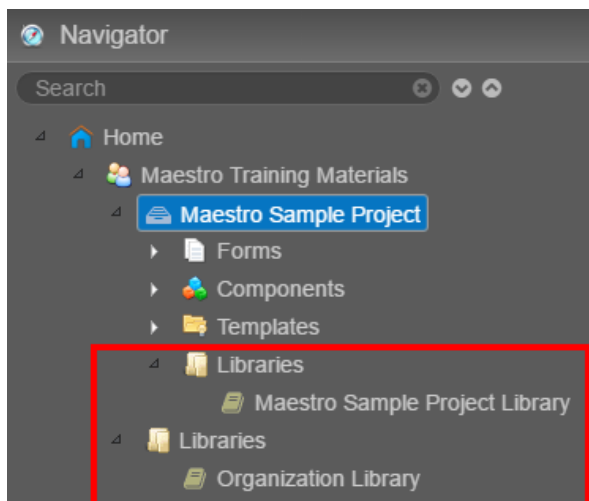 Navigator
Search
Home
Maestro Training Materials
Maestro Sample Project
Forms
Components
Templates
Libraries
Maestro Sample Project Library
Libraries
Organization Library